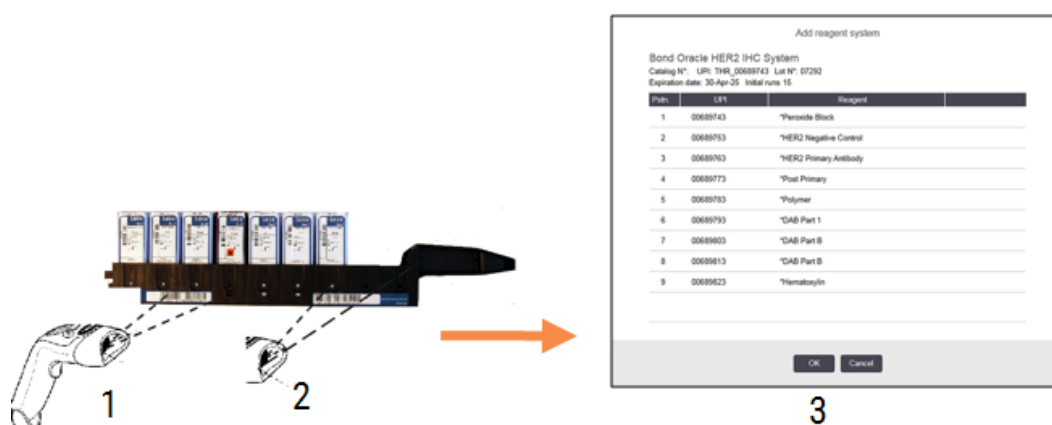 Add reagent system
Bond Oracle HER2 IHC System
Catalog N°: UPI: THR_00689743 Lot N°: 07292
Expiration date: 30-Apr-25 Initial runs 15
Pstn. UPI Reagent
1 00689743 *Peroxide Block
2 00689753 *HER2 Negative Control
3 00689763 *HER2 Primary Antibody
4 00689773 *Post Primary
5 00689783 *Polymer
6 00689793 *DAB Part 1
7 00689803 *DAB Part B
8 00689813 *DAB Part B
9 00689823 *Hematoxylin
OK Cancel
1 2 3